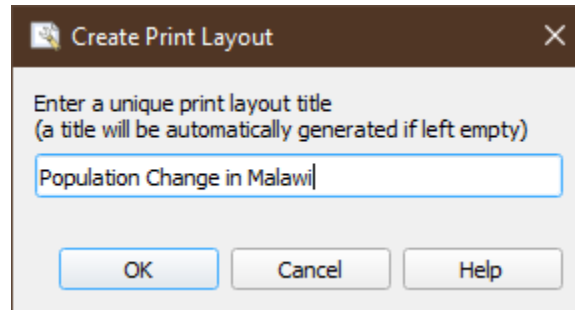 Create Print Layout
Enter a unique print layout title
(a title will be automatically generated if left empty)
Population Change in Malawi
OK Cancel Help